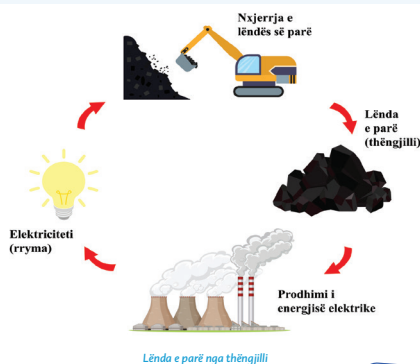 Nxjerrja e
lëndës së parë
Lënda
e parë
(thëngjilli)
Prodhimi i
energjisë elektrike
Elektriciteti
(rryma)
Lënda e parë nga thëngjilli